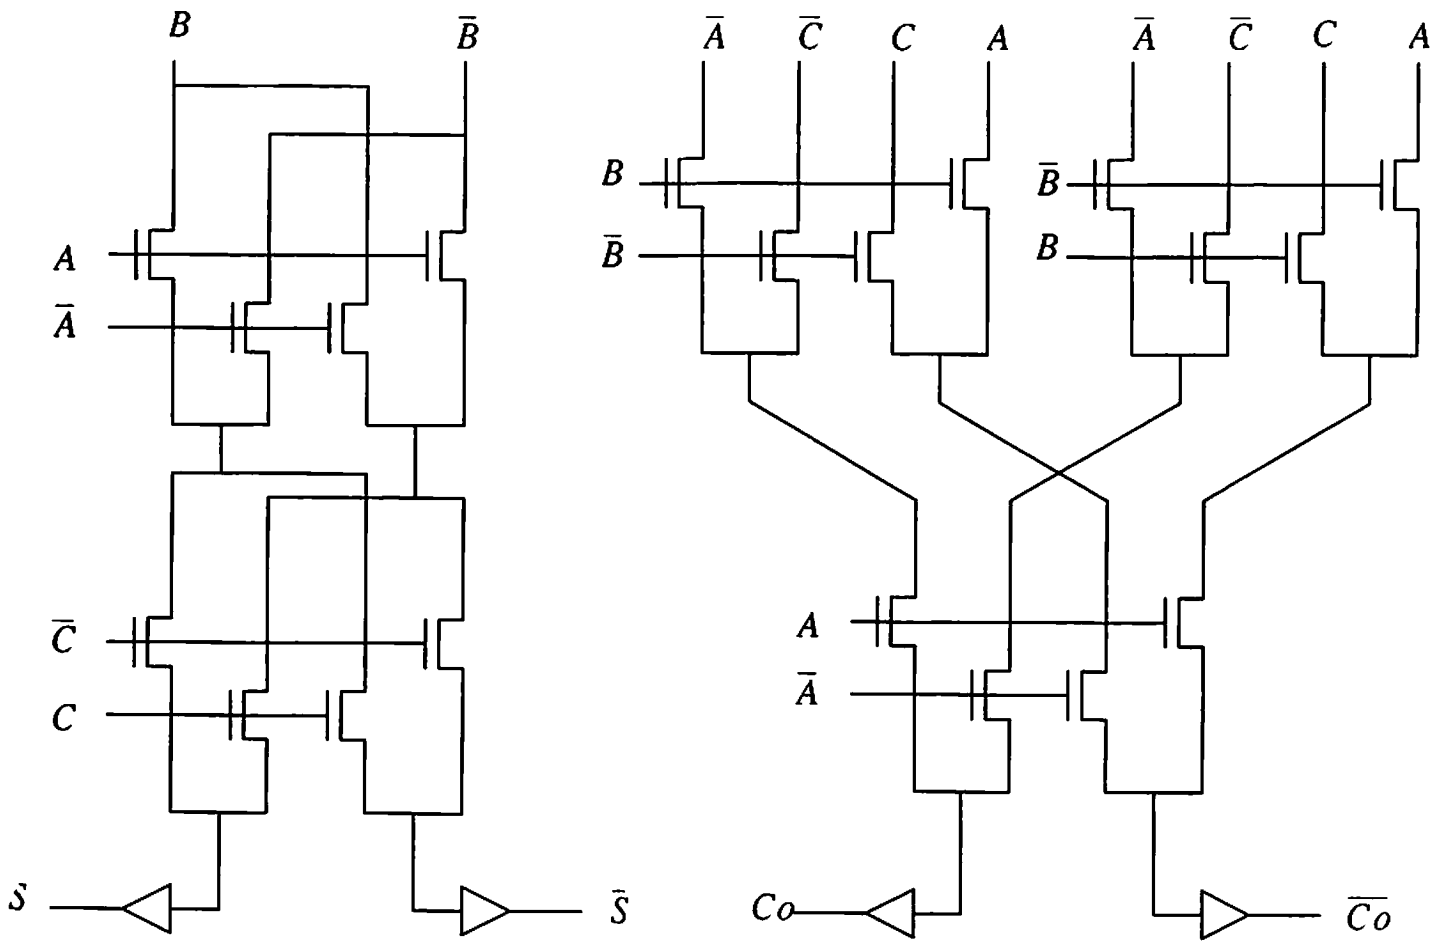 B B̅ A̅ C̅ C A A̅ C̅ C A
B B̅
A B̅ B
A̅
C̅ A
C A̅
S S̅ Co C̅o̅